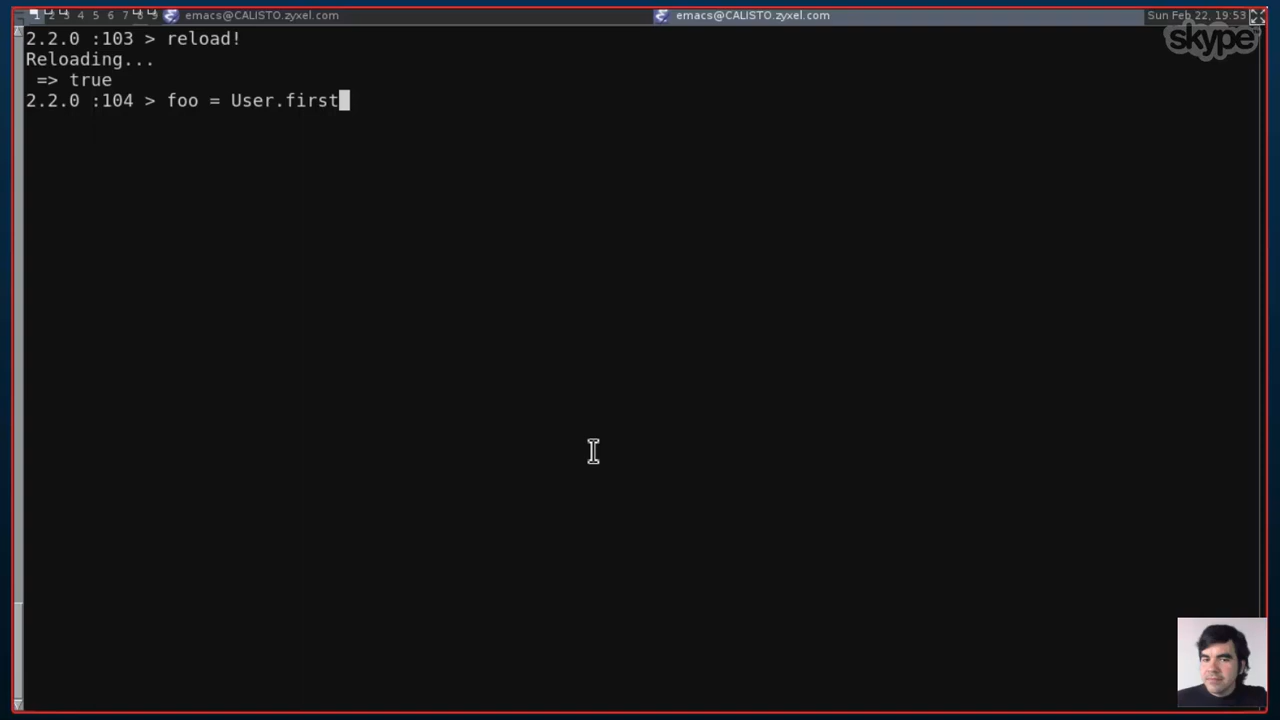 1 2 3 4 5 6 7 8 9 emacs@CALISTO.zyxel.com emacs@CALISTO.zyxel.com Sun Feb 22, 19:53
skype
2.2.0 :103 > reload!
Reloading...
=> true
2.2.0 :104 > foo = User.first